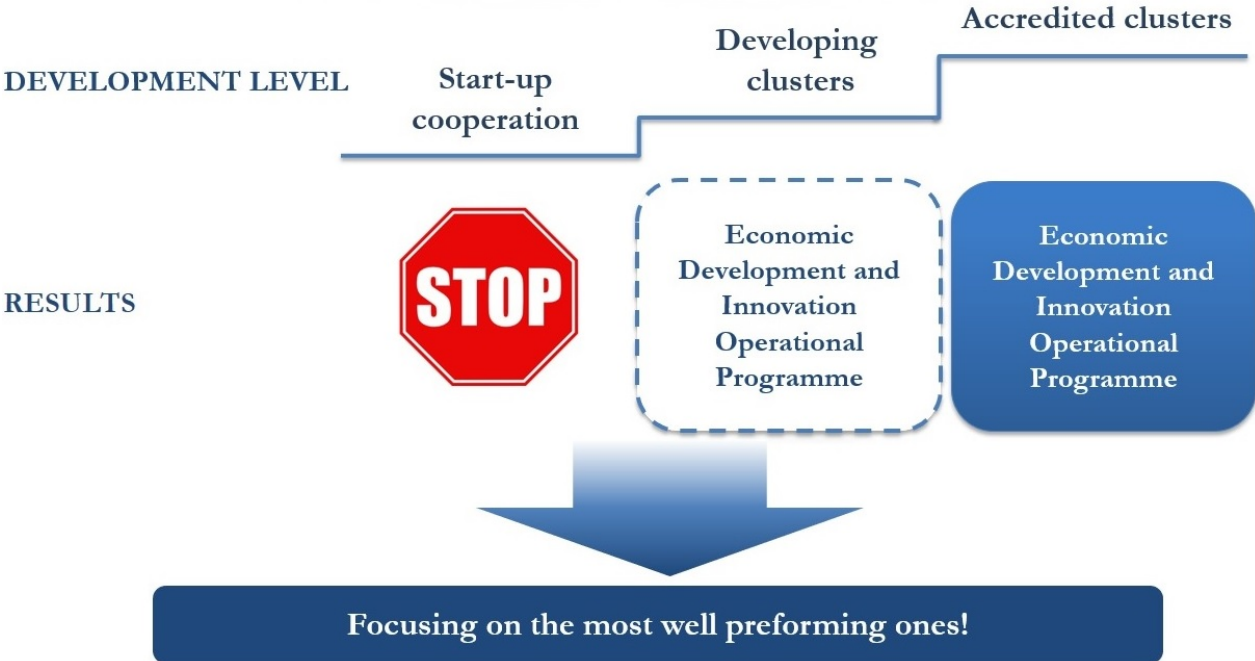 Accredited clusters
Developing
clusters
DEVELOPMENT LEVEL
Start-up
cooperation
RESULTS
STOP
Economic
Development and
Innovation
Operational
Programme
Economic
Development and
Innovation
Operational
Programme
Focusing on the most well preforming ones!